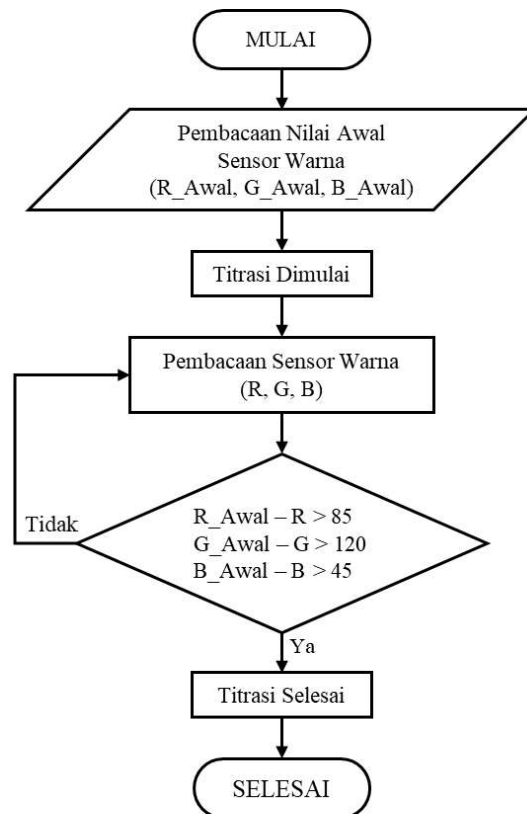 MULAI
Pembacaan Nilai Awal
Sensor Warna
(R_Awal, G_Awal, B_Awal)
Titrasi Dimulai
Pembacaan Sensor Warna
(R, G, B)
R_Awal – R > 85
G_Awal – G > 120
B_Awal – B > 45
Tidak
Ya
Titrasi Selesai
SELESAI